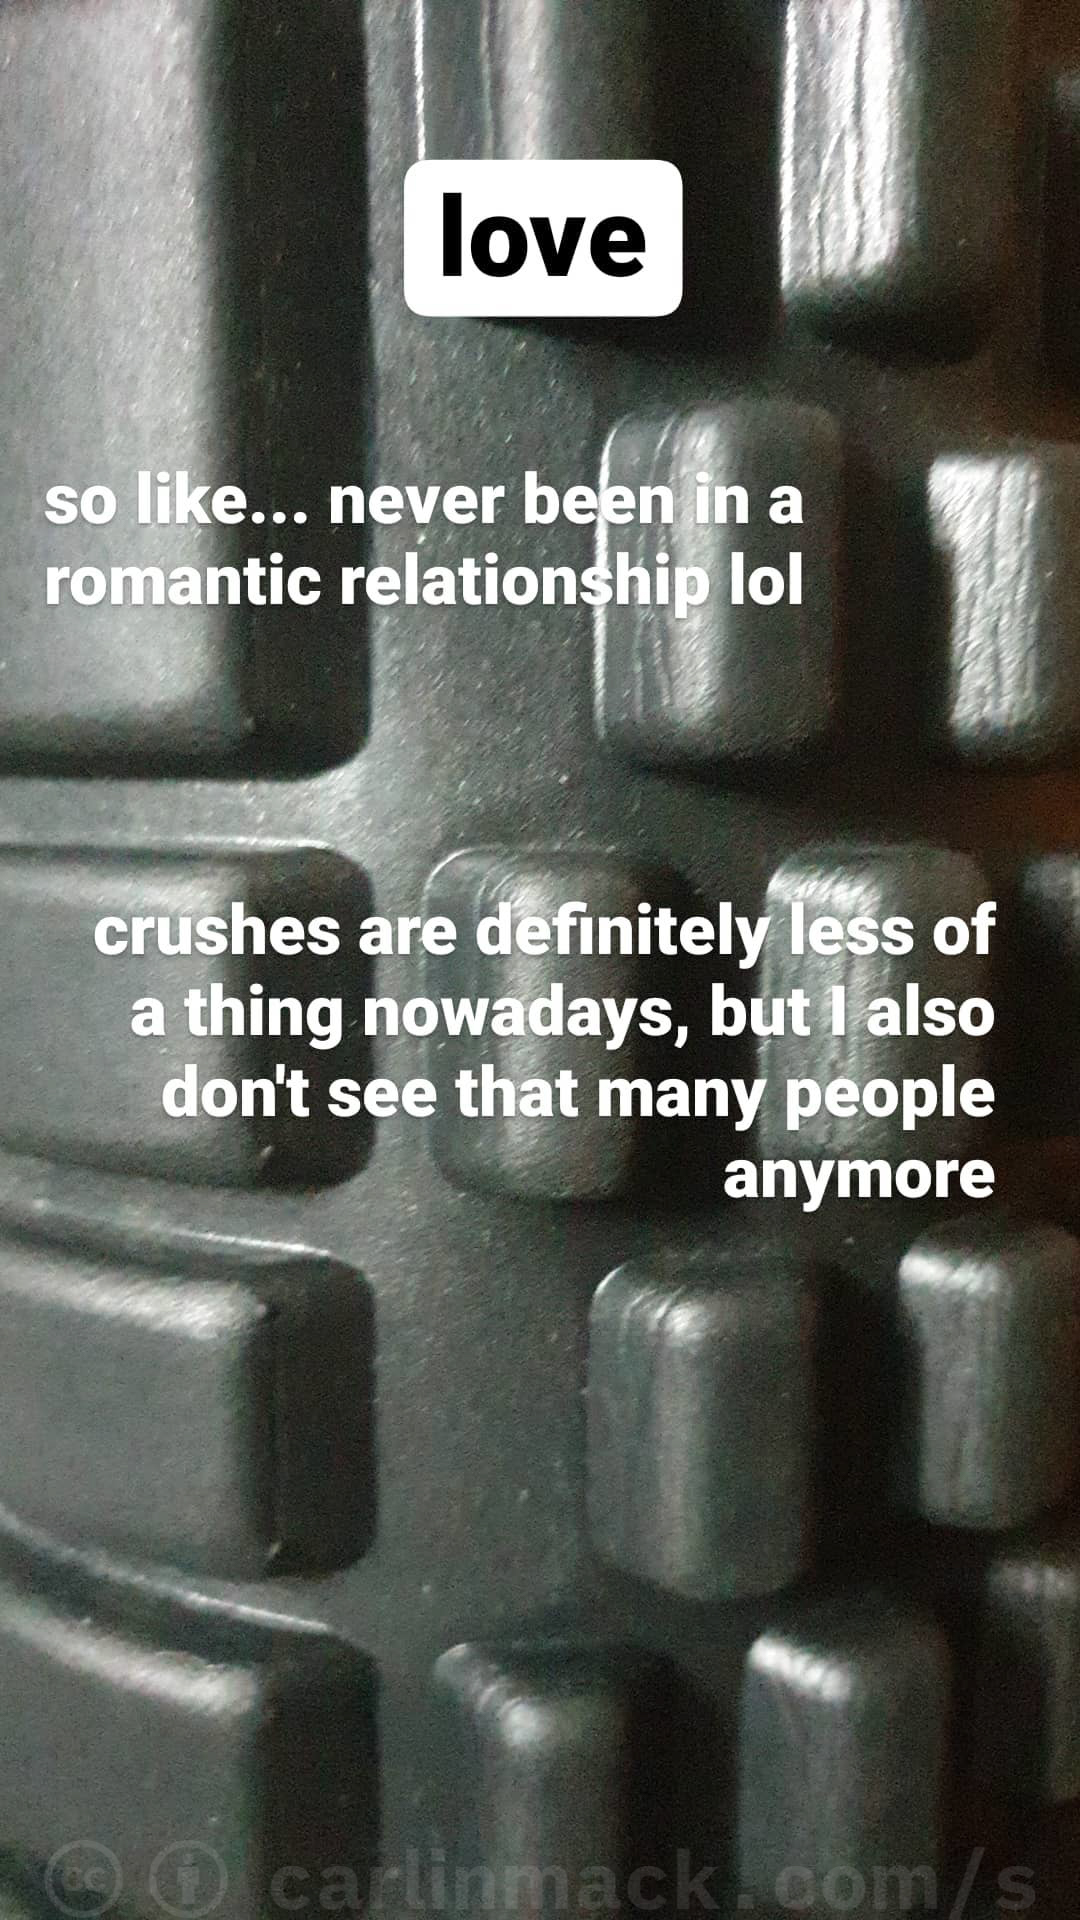 love
so like... never been in a
romantic relationship lol
crushes are definitely less of
a thing nowadays, but I also
don't see that many people
anymore
cc i carlinmack.com/s